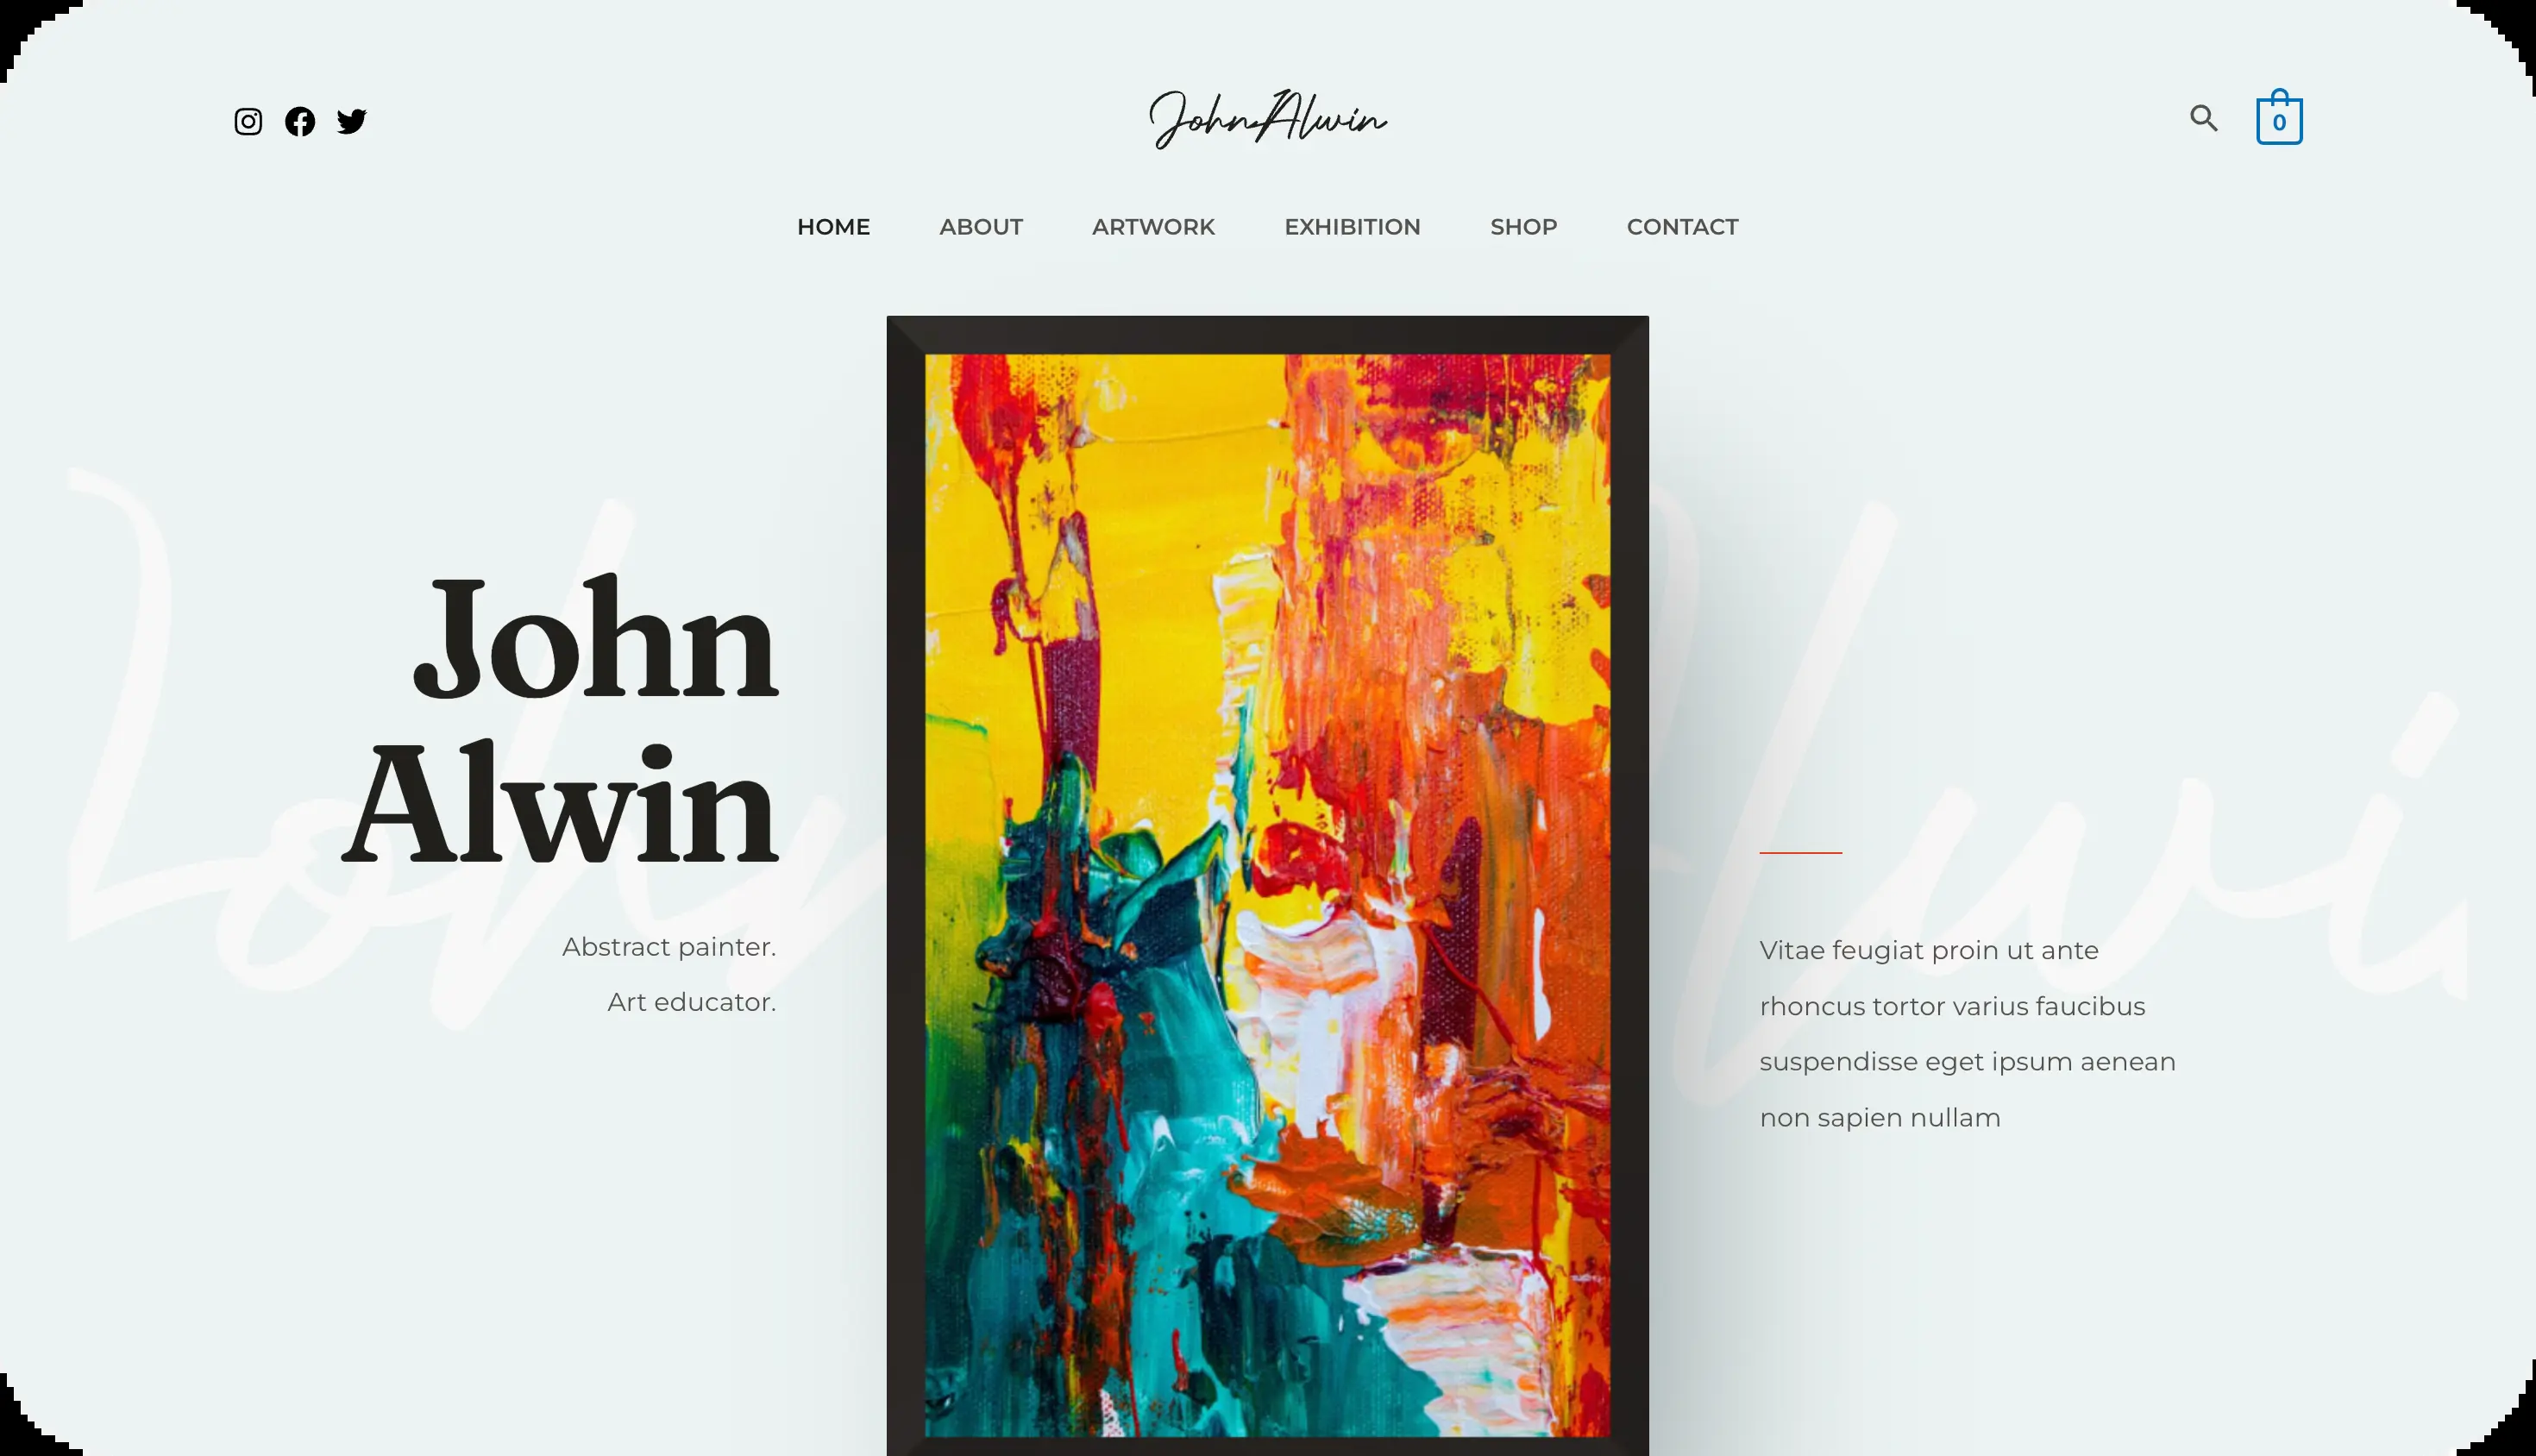 JohnAlwin
0
HOME ABOUT ARTWORK EXHIBITION SHOP CONTACT
John
Alwin
Abstract painter.
Art educator.
Vitae feugiat proin ut ante
rhoncus tortor varius faucibus
suspendisse eget ipsum aenean
non sapien nullam